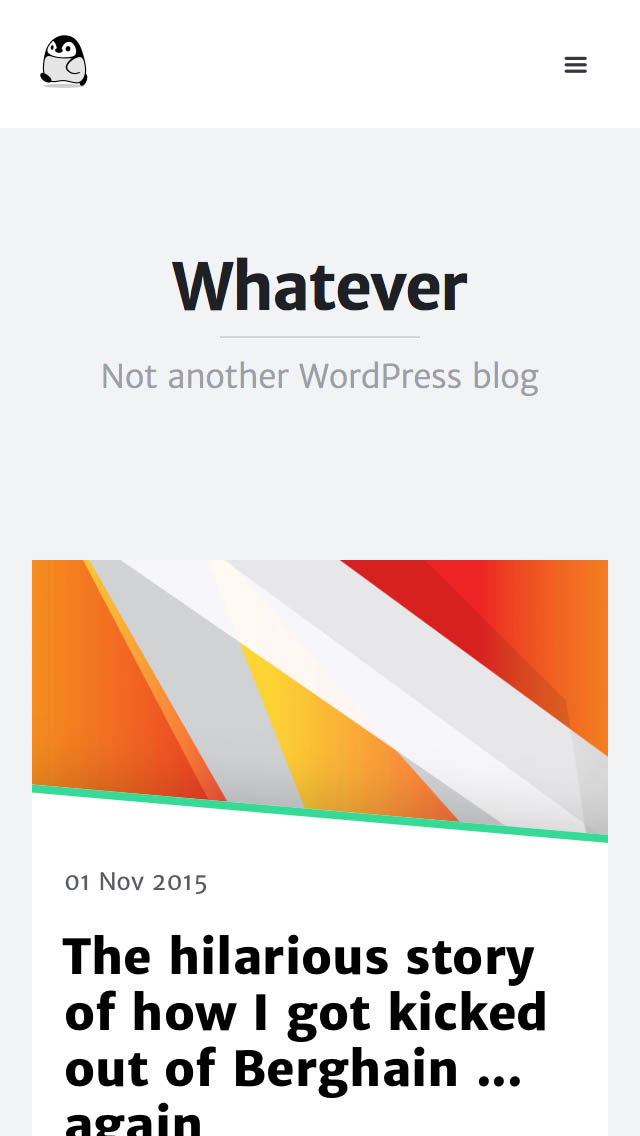 Whatever
Not another WordPress blog
01 Nov 2015
The hilarious story
of how I got kicked
out of Berghain ...
again